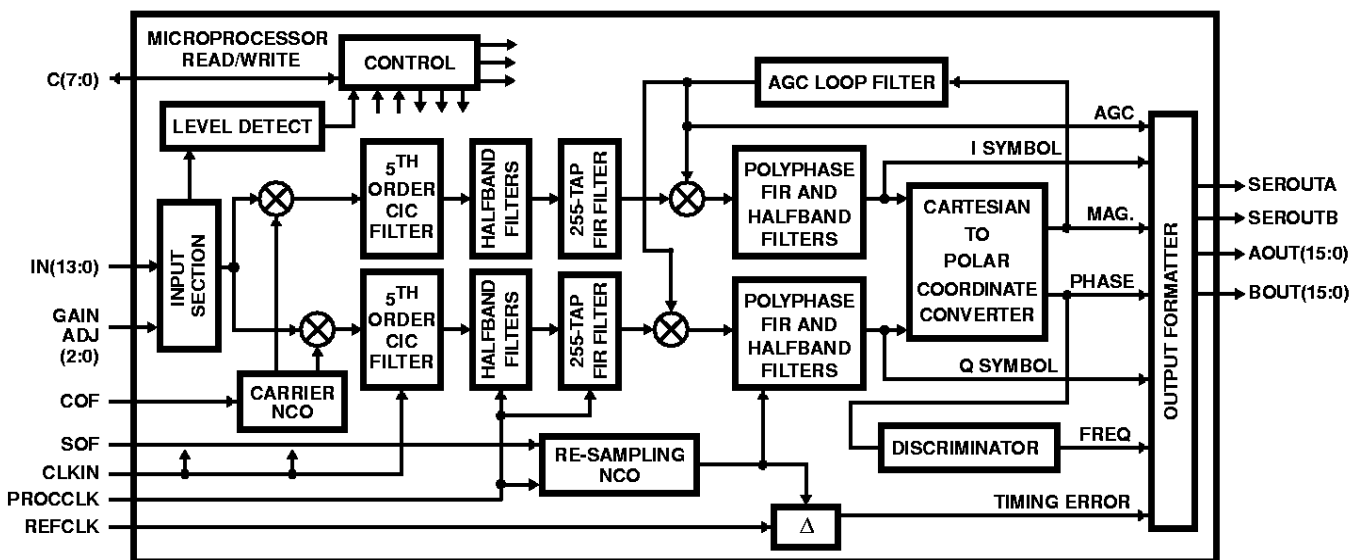 MICROPROCESSOR
READ/WRITE
C(7:0)
CONTROL
AGC LOOP FILTER
LEVEL DETECT
AGC
I SYMBOL
5TH
ORDER
CIC
FILTER
HALFBAND
FILTERS
255-TAP
FIR FILTER
POLYPHASE
FIR AND
HALFBAND
FILTERS
CARTESIAN
TO
POLAR
COORDINATE
CONVERTER
MAG.
PHASE
OUTPUT FORMATTER
SEROUTA
SEROUTB
AOUT(15:0)
BOUT(15:0)
IN(13:0)
INPUT
SECTION
GAIN
ADJ
(2:0)
5TH
ORDER
CIC
FILTER
HALFBAND
FILTERS
255-TAP
FIR FILTER
POLYPHASE
FIR AND
HALFBAND
FILTERS
Q SYMBOL
COF
CARRIER
NCO
SOF
CLKIN
PROCCLK
REFCLK
RE-SAMPLING
NCO
DISCRIMINATOR
FREQ
Δ
TIMING ERROR